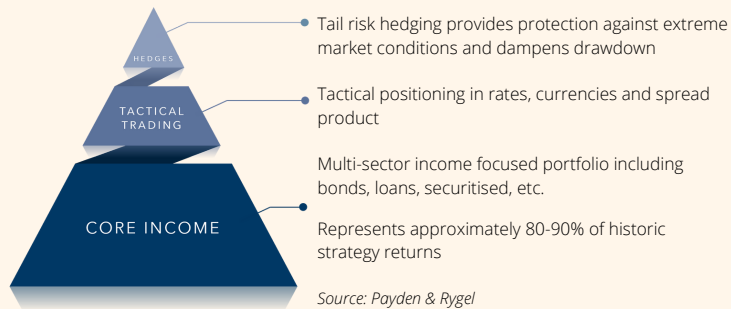 HEDGES
Tail risk hedging provides protection against extreme
market conditions and dampens drawdown
TACTICAL
TRADING
Tactical positioning in rates, currencies and spread
product
CORE INCOME
Multi-sector income focused portfolio including
bonds, loans, securitised, etc.
Represents approximately 80-90% of historic
strategy returns
Source: Payden & Rygel